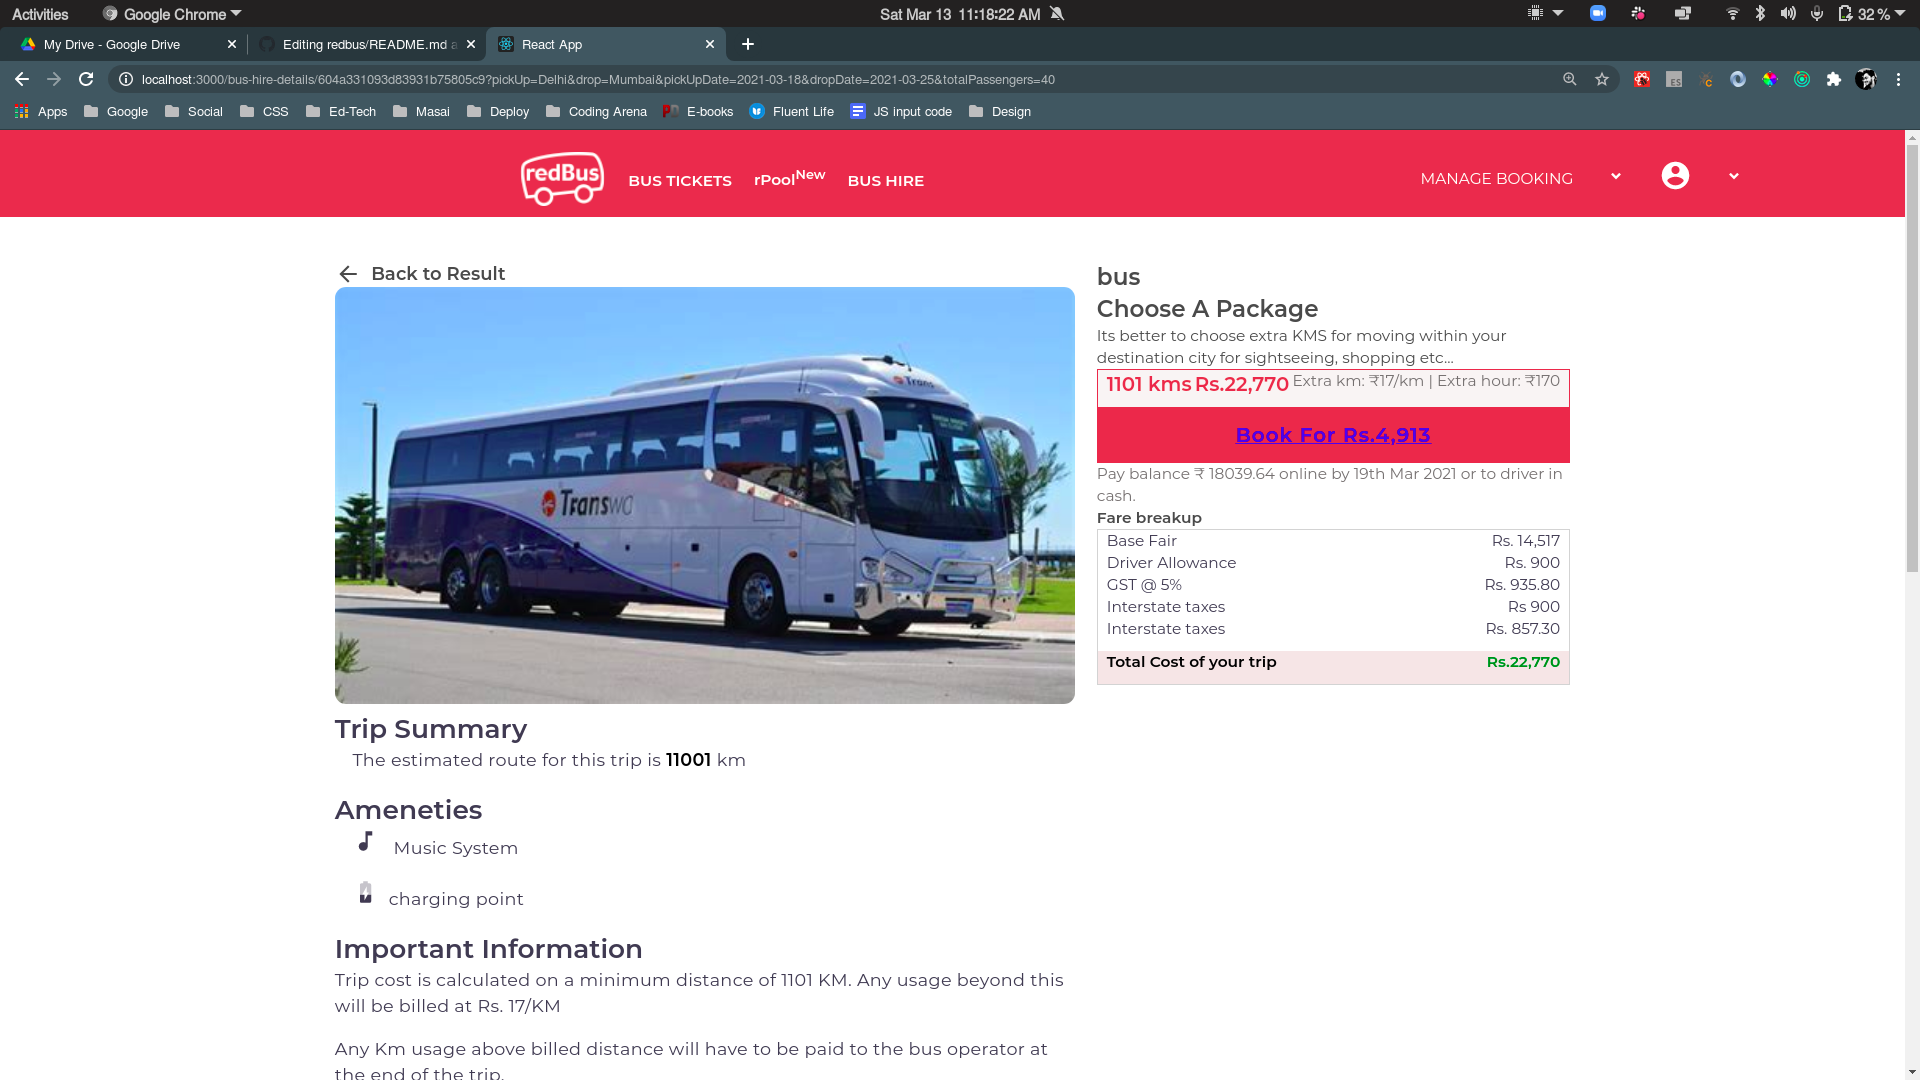 Activities
Google Chrome
Sat Mar 13 11:18:22 AM
32 %
My Drive - Google Drive
Editing redbus/README.md a
React App
localhost:3000/bus-hire-details/604a331093d83931b75805c9?pickUp=Delhi&drop=Mumbai&pickUpDate=2021-03-18&dropDate=2021-03-25&totalPassengers=40
Apps
Google
Social
CSS
Ed-Tech
Masai
Deploy
Coding Arena
E-books
Fluent Life
JS input code
Design
redBus
BUS TICKETS
rPoolNew
BUS HIRE
MANAGE BOOKING
Back to Result
Trans
Transwa
Trip Summary
The estimated route for this trip is 11001 km
Ameneties
Music System
charging point
Important Information
Trip cost is calculated on a minimum distance of 1101 KM. Any usage beyond this
will be billed at Rs. 17/KM
Any Km usage above billed distance will have to be paid to the bus operator at
the end of the trip.
bus
Choose A Package
Its better to choose extra KMS for moving within your
destination city for sightseeing, shopping etc...
1101 kms Rs.22,770 Extra km: ₹17/km | Extra hour: ₹170
Book For Rs.4,913
Pay balance ₹ 18039.64 online by 19th Mar 2021 or to driver in
cash.
Fare breakup
Base Fair Rs. 14,517
Driver Allowance Rs. 900
GST @ 5% Rs. 935.80
Interstate taxes Rs 900
Interstate taxes Rs. 857.30
Total Cost of your trip Rs.22,770